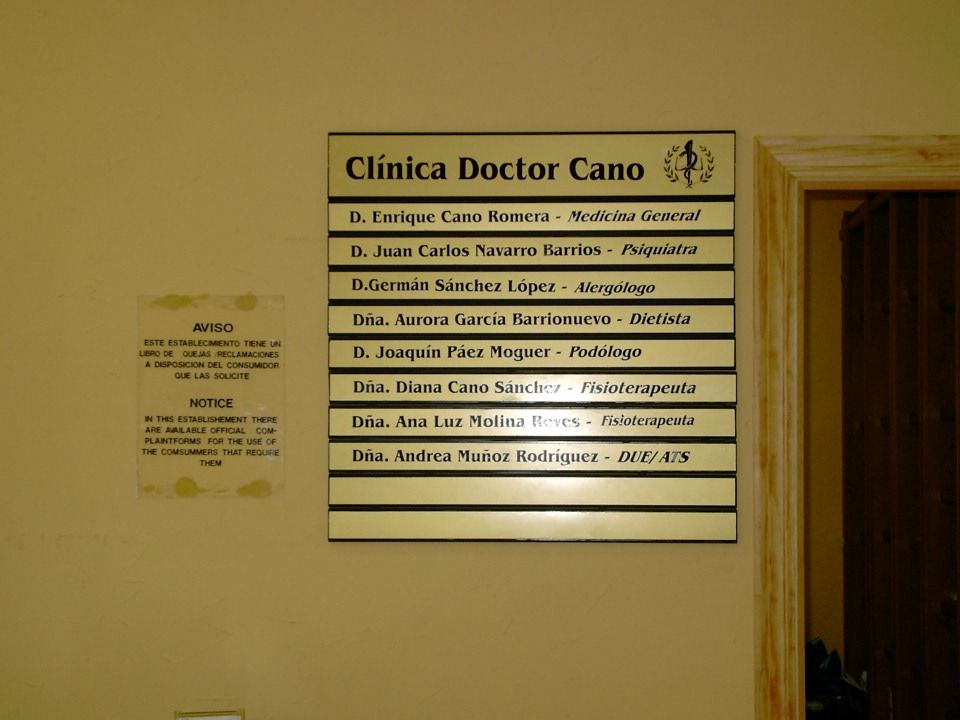 Clínica Doctor Cano
D. Enrique Cano Romera - Medicina General
D. Juan Carlos Navarro Barrios - Psiquiatra
D.Germán Sánchez López - Alergólogo
Dña. Aurora García Barrionuevo - Dietista
D. Joaquín Páez Moguer - Podólogo
Dña. Diana Cano Sánchez - Fisioterapeuta
Dña. Ana Luz Molina Reyes - Fisioterapeuta
Dña. Andrea Muñoz Rodríguez - DUE/ATS
AVISO
ESTE ESTABLECIMIENTO TIENE UN
LIBRO DE QUEJAS /RECLAMACIONES
A DISPOSICION DEL CONSUMIDOR
QUE LAS SOLICITE
NOTICE
IN THIS ESTABLISHEMENT THERE
ARE AVAILABLE OFFICIAL COM-
PLAINTFORMS FOR THE USE OF
THE COMSUMMERS THAT REQUIRE
THEM